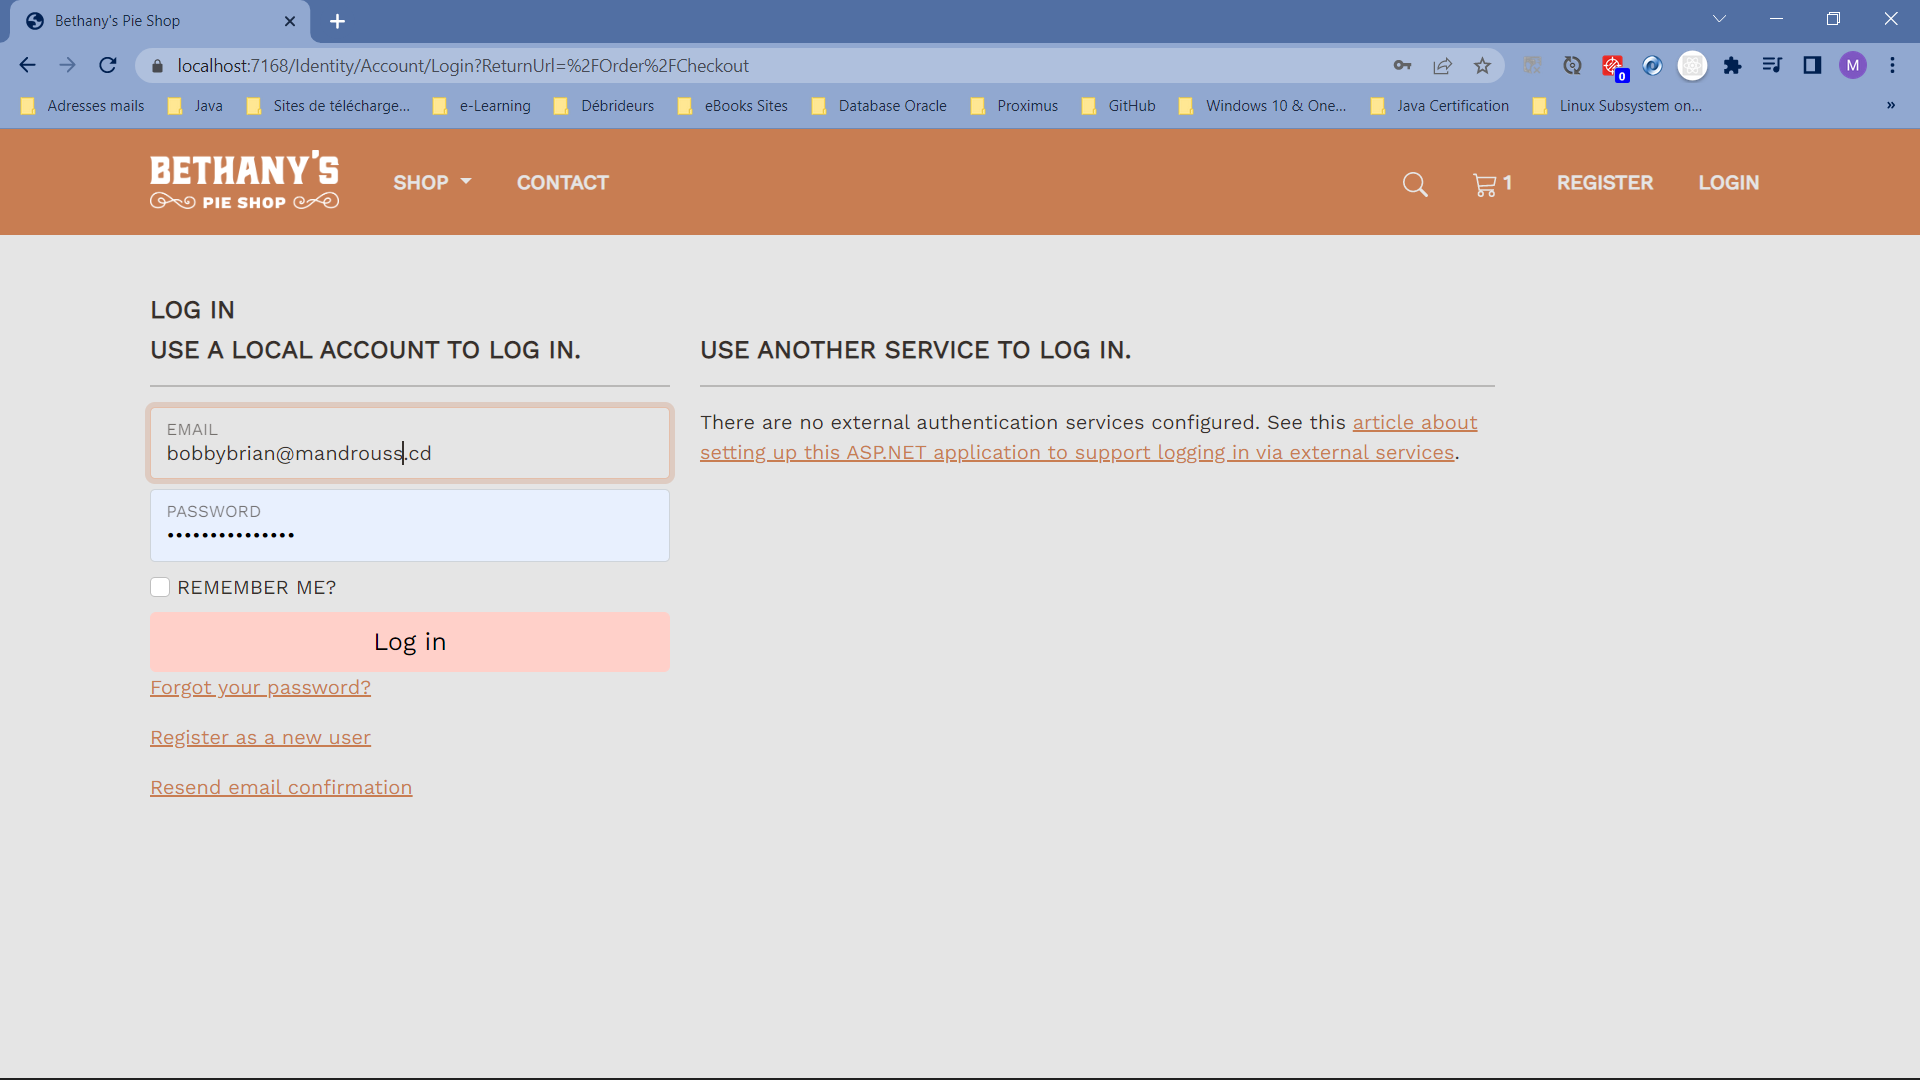 Bethany's Pie Shop
localhost:7168/Identity/Account/Login?ReturnUrl=%2FOrder%2FCheckout
0
M
Adresses mails
Java
Sites de télécharge...
e-Learning
Débrideurs
eBooks Sites
Database Oracle
Proximus
GitHub
Windows 10 & One...
Java Certification
Linux Subsystem on...
»
BETHANY'S
PIE SHOP
SHOP
CONTACT
1
REGISTER
LOGIN
LOG IN
USE A LOCAL ACCOUNT TO LOG IN.
EMAIL
bobbybrian@mandrouss.cd
PASSWORD
•••••••••••••••
REMEMBER ME?
Log in
Forgot your password?
Register as a new user
Resend email confirmation
USE ANOTHER SERVICE TO LOG IN.
There are no external authentication services configured. See this article about
setting up this ASP.NET application to support logging in via external services.